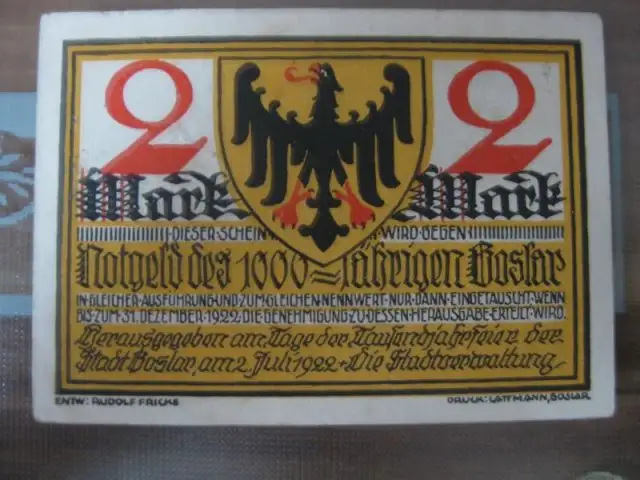 2 2
Mark Mark
DIESER SCHEIN WIRD GEGEN
Notgeld des 1000=jährigen Goslar
IN GLEICHER AUSFÜHRUNG UND ZUM GLEICHEN NENNWERT NUR DANN EINGETAUSCHT WENN
BIS ZUM 31. DEZEMBER 1922 DIE GENEHMIGUNG ZU DESSEN HERAUSGABE ERTEILT WIRD.
Herausgegeben am Tage der Tausendjahrfeier der
Stadt Goslar, am 2. Juli 1922 + Die Stadtverwaltung
ENTW: RUDOLF FRICKE DRUCK: LATTMANN, GOSLAR